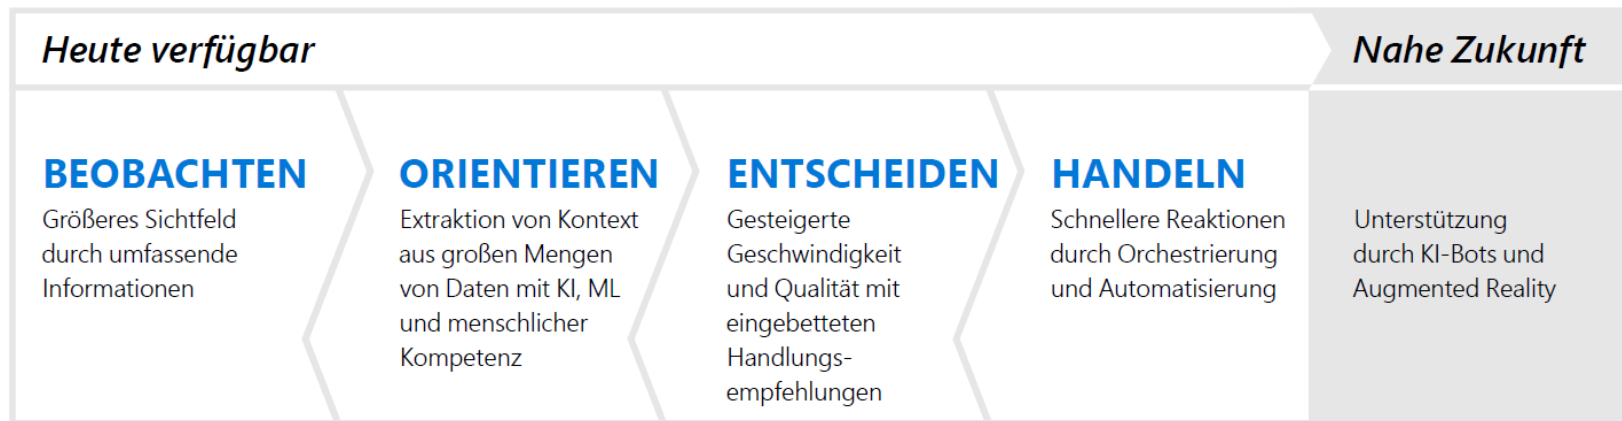 Heute verfügbar
Nahe Zukunft
BEOBACHTEN
Größeres Sichtfeld
durch umfassende
Informationen
ORIENTIEREN
Extraktion von Kontext
aus großen Mengen
von Daten mit KI, ML
und menschlicher
Kompetenz
ENTSCHEIDEN
Gesteigerte
Geschwindigkeit
und Qualität mit
eingebetteten
Handlungs-
empfehlungen
HANDELN
Schnellere Reaktionen
durch Orchestrierung
und Automatisierung
Unterstützung
durch KI-Bots und
Augmented Reality